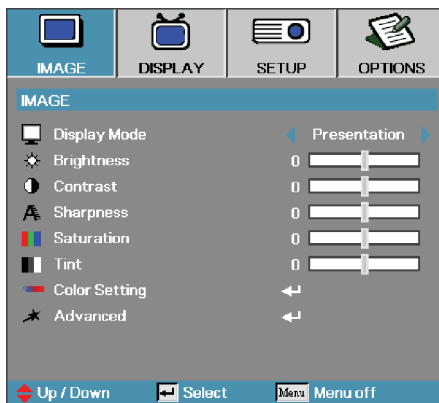 IMAGE DISPLAY SETUP OPTIONS
IMAGE
Display Mode Presentation
Brightness 0
Contrast 0
Sharpness 0
Saturation 0
Tint 0
Color Setting
Advanced
Up / Down Select Menu Menu off